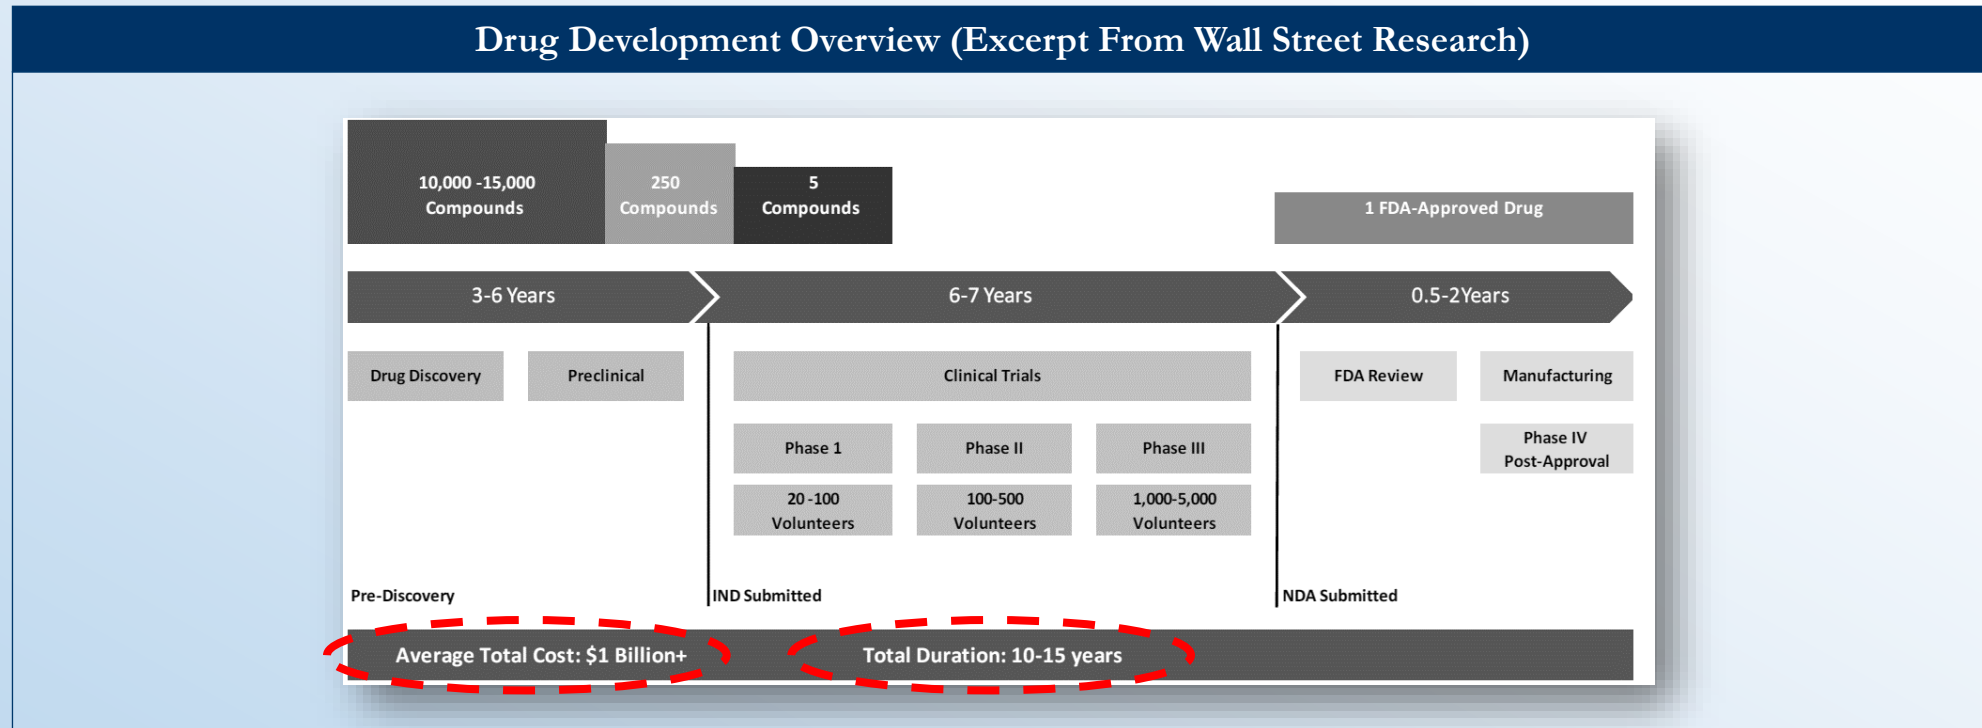 Drug Development Overview (Excerpt From Wall Street Research)
10,000 -15,000
Compounds
250
Compounds
5
Compounds
1 FDA-Approved Drug
3-6 Years
6-7 Years
0.5-2Years
Drug Discovery
Preclinical
Clinical Trials
FDA Review
Manufacturing
Phase 1
Phase II
Phase III
Phase IV
Post-Approval
20 -100
Volunteers
100-500
Volunteers
1,000-5,000
Volunteers
Pre-Discovery
IND Submitted
NDA Submitted
Average Total Cost: $1 Billion+
Total Duration: 10-15 years